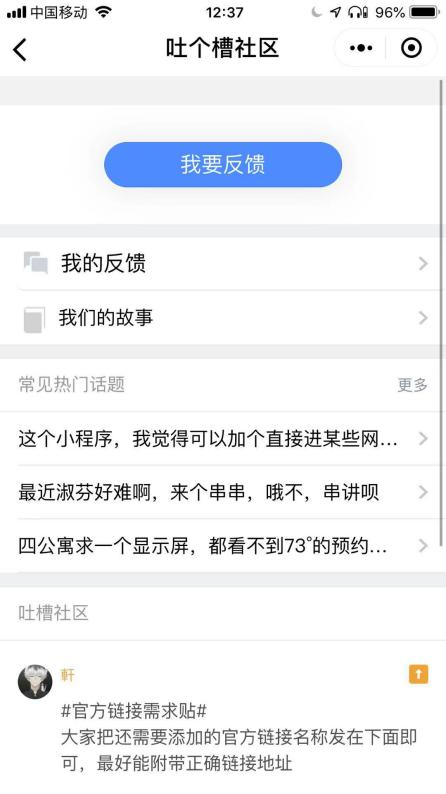 中国移动 12:37 96%
吐个槽社区
我要反馈
我的反馈
我们的故事
常见热门话题 更多
这个小程序，我觉得可以加个直接进某些网...
最近淑芬好难啊，来个串串，哦不，串讲呗
四公寓求一个显示屏，都看不到73°的预约...
吐槽社区
軒
#官方链接需求贴#
大家把还需要添加的官方链接名称发在下面即
可，最好能附带正确链接地址